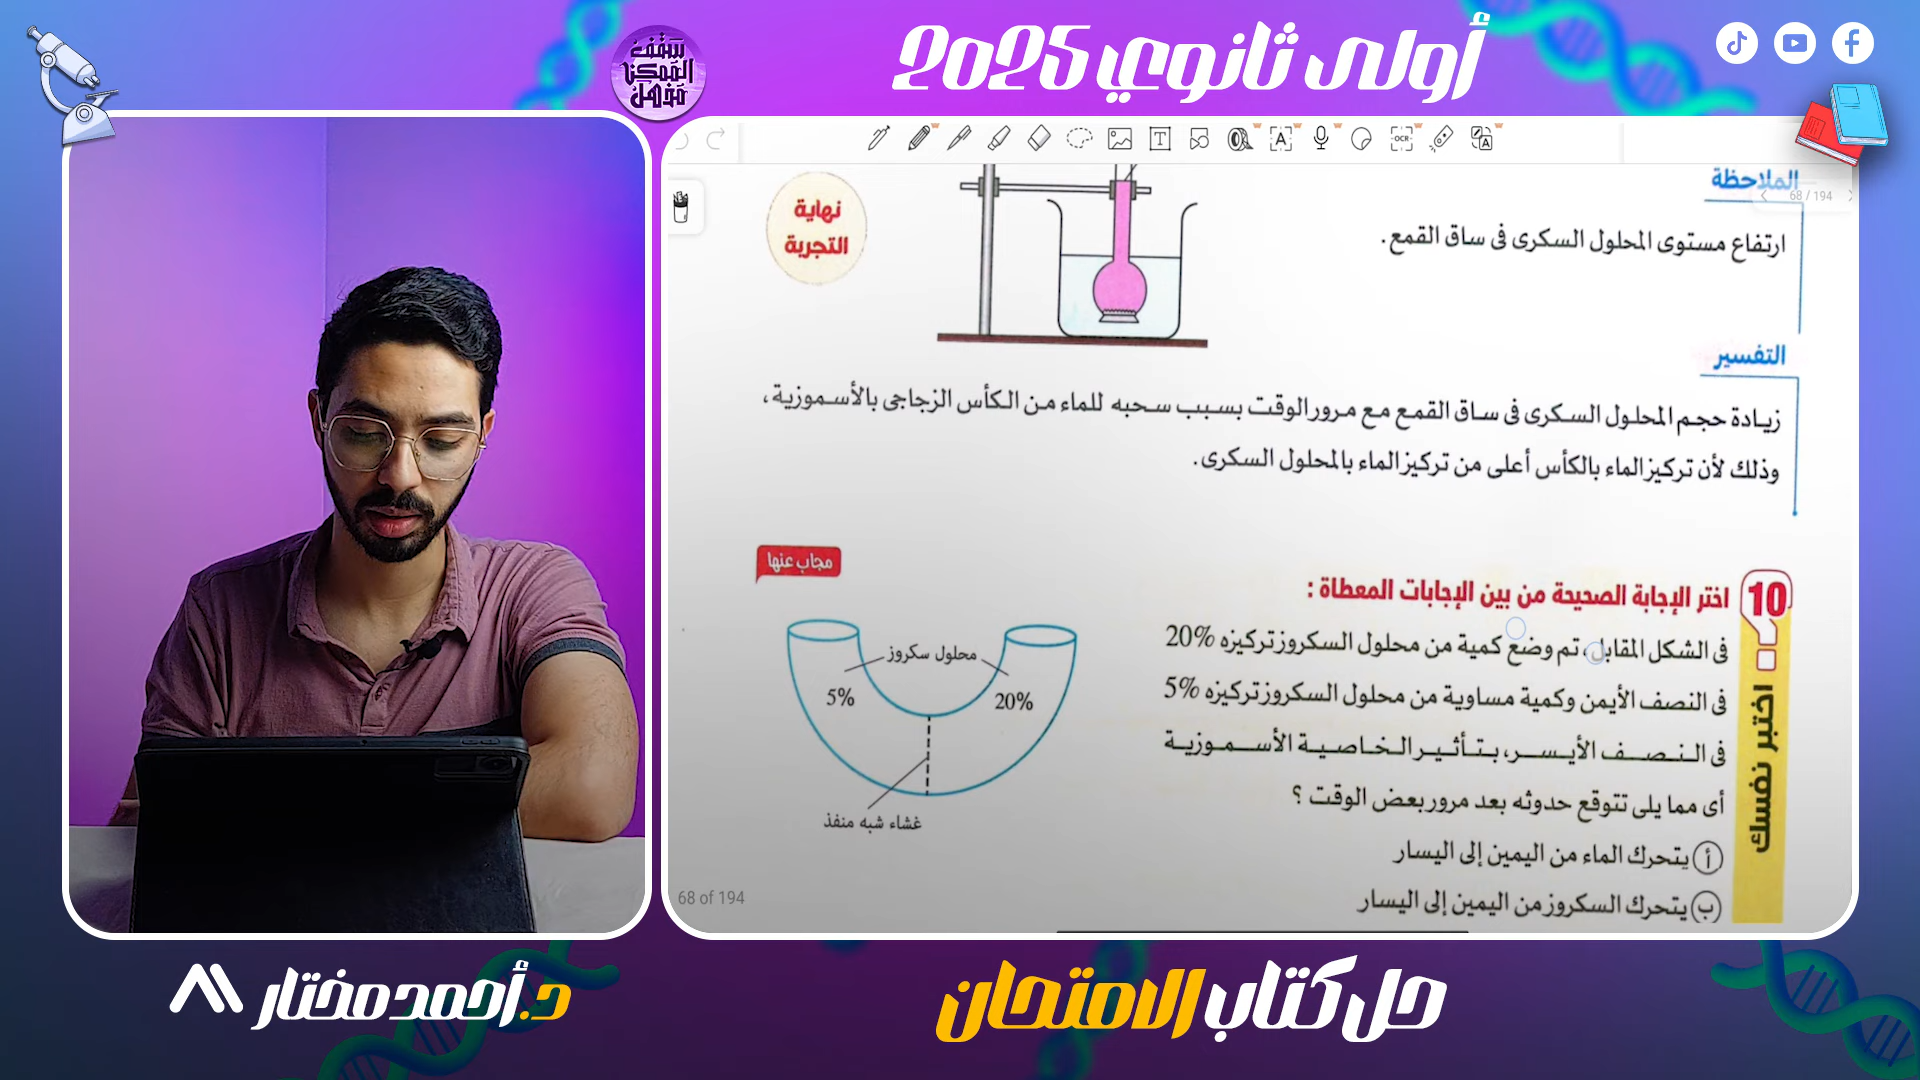 أولى ثانوي 2025
سقف
الممكن
مذهل
68 / 194
الملاحظة
ارتفاع مستوى المحلول السكرى فى ساق القمع.
نهاية
التجربة
التفسير
زيادة حجم المحلول السكرى فى ساق القمع مع مرور الوقت بسبب سحبه للماء من الكأس الزجاجى بالأسموزية،
وذلك لأن تركيز الماء بالكأس أعلى من تركيز الماء بالمحلول السكرى.
مجاب عنها
10 اختر الإجابة الصحيحة من بين الإجابات المعطاة :
اختبر نفسك
فى الشكل المقابل، تم وضع كمية من محلول السكروز تركيزه 20%
فى النصف الأيمن وكمية مساوية من محلول السكروز تركيزه 5%
فى النصف الأيسر، بتأثير الخاصية الأسموزية
أى مما يلى تتوقع حدوثه بعد مرور بعض الوقت ؟
أ يتحرك الماء من اليمين إلى اليسار
ب يتحرك السكروز من اليمين إلى اليسار
محلول سكروز
5%
20%
غشاء شبه منفذ
68 of 194
د.أحمد مختار
حل كتاب الامتحان